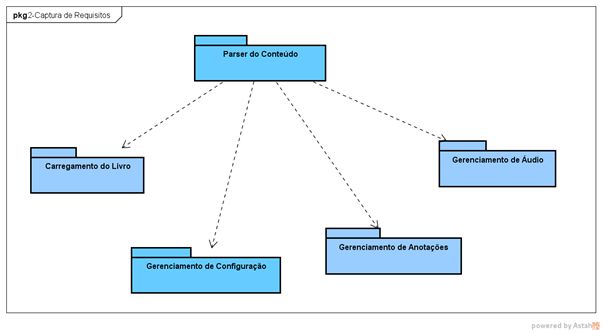 pkg 2-Captura de Requisitos
Parser do Conteúdo
Carregamento do Livro
Gerenciamento de Áudio
Gerenciamento de Anotações
Gerenciamento de Configuração
powered by Astah